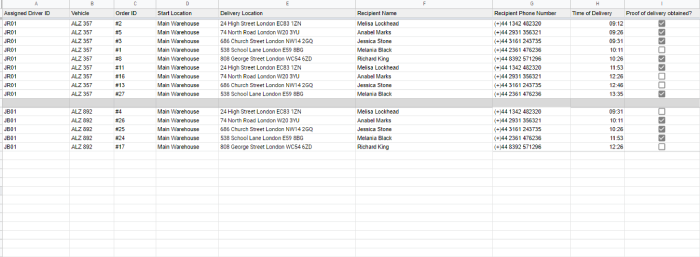 A B C D E F G H I
Assigned Driver ID Vehicle Order ID Start Location Delivery Location Recipient Name Recipient Phone Number Time of Delivery Proof of delivery obtained?
JR01 ALZ 357 #2 Main Warehouse 24 High Street London EC83 1ZN Melisa Lockhead (+)44 1342 482320 09:12
JR01 ALZ 357 #5 Main Warehouse 74 North Road London W20 3YU Anabel Marks (+)44 2931 356321 09:26
JR01 ALZ 357 #3 Main Warehouse 686 Church Street London NW14 2GQ Jessica Stone (+)44 3161 243735 09:31
JR01 ALZ 357 #1 Main Warehouse 538 School Lane London ES9 8BG Melania Black (+)44 2361 476236 10:11
JR01 ALZ 357 #8 Main Warehouse 808 George Street London WC54 6ZD Richard King (+)44 8392 571296 10:26
JR01 ALZ 357 #11 Main Warehouse 24 High Street London EC83 1ZN Melisa Lockhead (+)44 1342 482320 11:53
JR01 ALZ 357 #16 Main Warehouse 74 North Road London W20 3YU Anabel Marks (+)44 2931 356321 12:26
JR01 ALZ 357 #13 Main Warehouse 686 Church Street London NW14 2GQ Jessica Stone (+)44 3161 243735 12:46
JR01 ALZ 357 #27 Main Warehouse 538 School Lane London ES9 8BG Melania Black (+)44 2361 476236 13:35
JB01 ALZ 892 #4 Main Warehouse 24 High Street London EC83 1ZN Melisa Lockhead (+)44 1342 482320 09:31
JB01 ALZ 892 #26 Main Warehouse 74 North Road London W20 3YU Anabel Marks (+)44 2931 356321 10:11
JB01 ALZ 892 #25 Main Warehouse 686 Church Street London NW14 2GQ Jessica Stone (+)44 3161 243735 10:26
JB01 ALZ 892 #24 Main Warehouse 538 School Lane London ES9 8BG Melania Black (+)44 2361 476236 11:53
JB01 ALZ 892 #17 Main Warehouse 808 George Street London WC54 6ZD Richard King (+)44 8392 571296 12:26